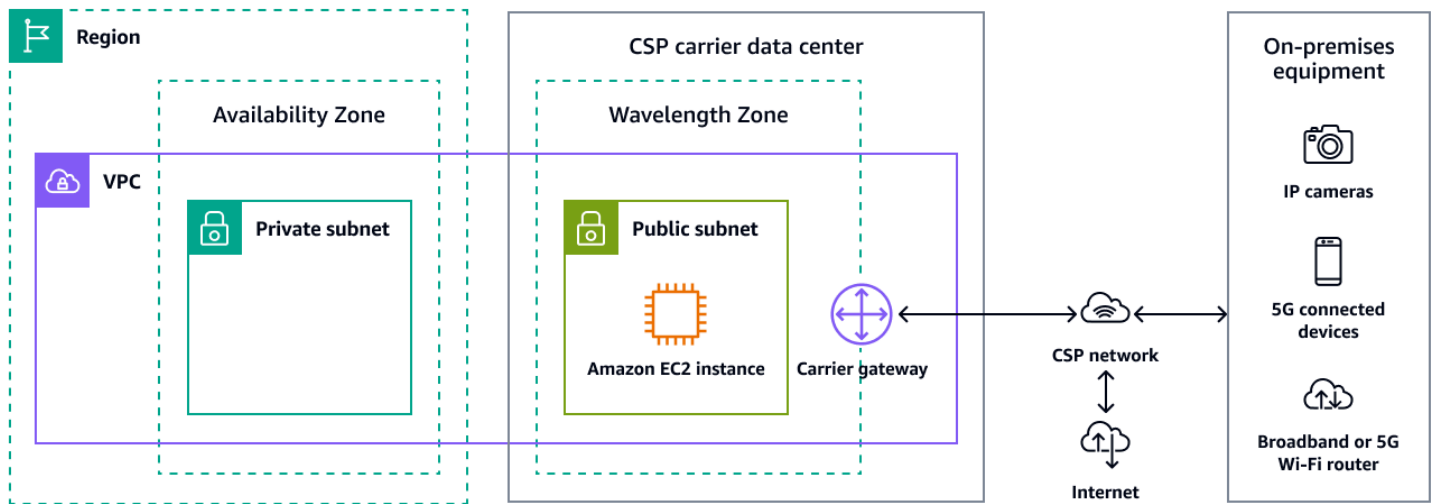 Region
Availability Zone
VPC
Private subnet
CSP carrier data center
Wavelength Zone
Public subnet
Amazon EC2 instance
Carrier gateway
CSP network
Internet
On-premises
equipment
IP cameras
5G connected
devices
Broadband or 5G
Wi-Fi router